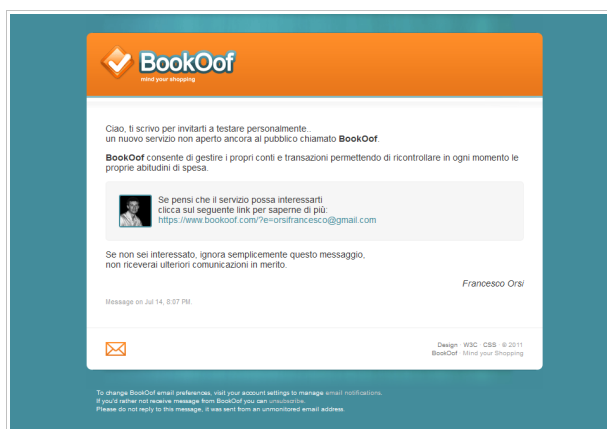 BookOof
mind your shopping
Ciao, ti scrivo per invitarti a testare personalmente..
un nuovo servizio non aperto ancora al pubblico chiamato BookOof.
BookOof consente di gestire i propri conti e transazioni permettendo di ricontrollare in ogni momento le
proprie abitudini di spesa.
Se pensi che il servizio possa interessarti
clicca sul seguente link per saperne di più:
https://www.bookoof.com/?e=orsifrancesco@gmail.com
Se non sei interessato, ignora semplicemente questo messaggio,
non riceverai ulteriori comunicazioni in merito.
Francesco Orsi
Message on Jul 14, 8:07 PM.
Design · W3C · CSS · © 2011
BookOof · Mind your Shopping
To change BookOof email preferences, visit your account settings to manage email notifications.
If you'd rather not receive message from BookOof you can unsubscribe.
Please do not reply to this message, it was sent from an unmonitored email address.